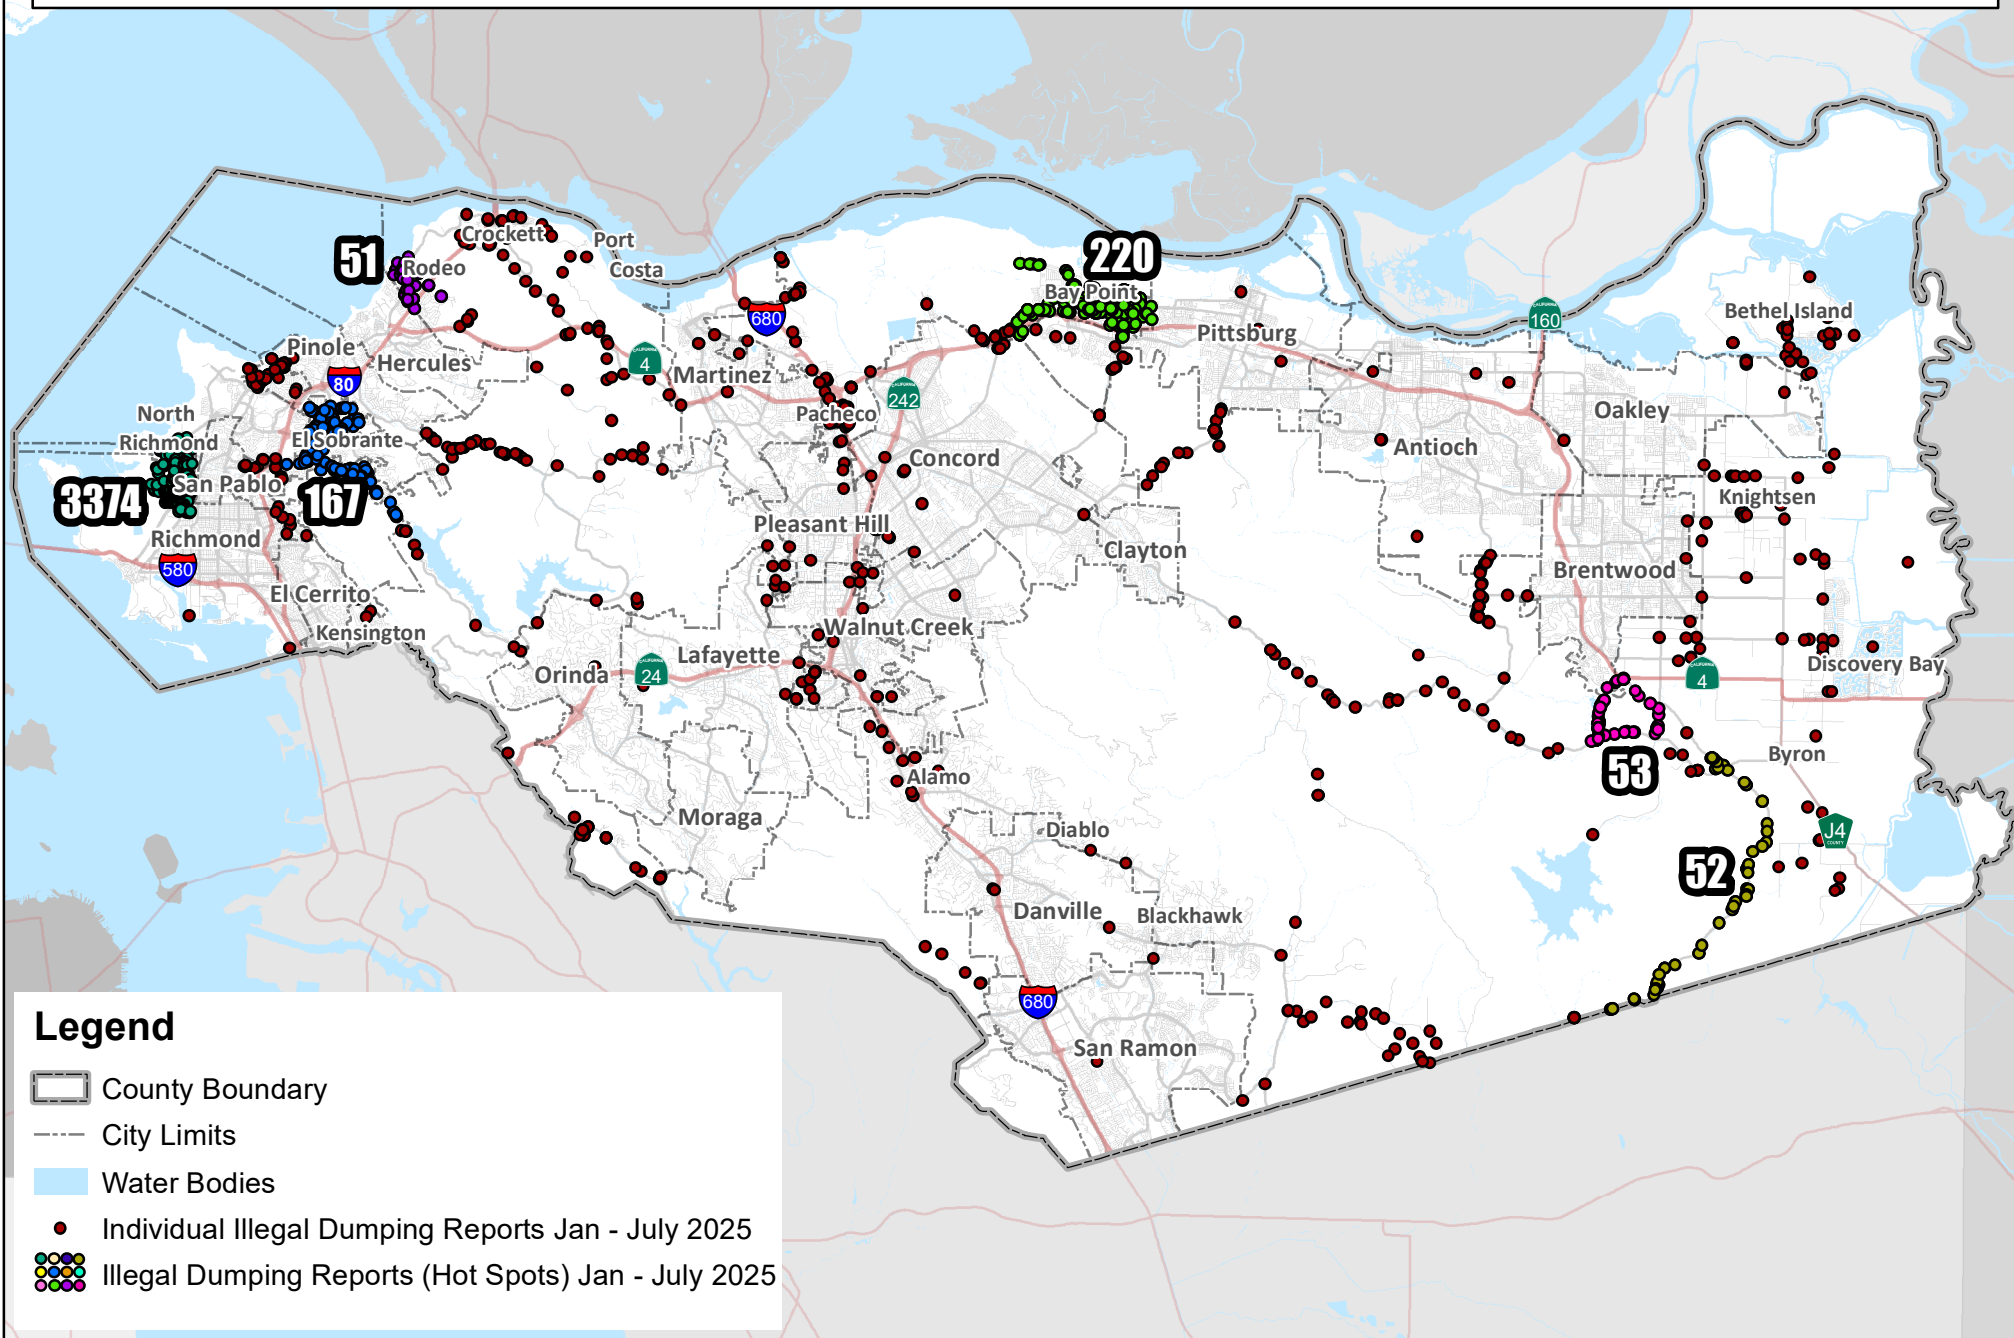 Crockett
Port
Costa
51
Rodeo
220
Bay Point
680
160
Bethel Island
Pittsburg
Pinole
Hercules
80
4
Martinez
242
Pacheco
Oakley
North
Richmond
El Sobrante
Antioch
Concord
San Pablo
3374
167
Knightsen
Pleasant Hill
Richmond
580
Clayton
Brentwood
El Cerrito
Kensington
Walnut Creek
Lafayette
Orinda
24
Discovery Bay
4
Byron
53
Alamo
Moraga
Diablo
J4
COUNTY
52
Danville
Blackhawk
680
San Ramon
Legend
County Boundary
City Limits
Water Bodies
Individual Illegal Dumping Reports Jan - July 2025
Illegal Dumping Reports (Hot Spots) Jan - July 2025